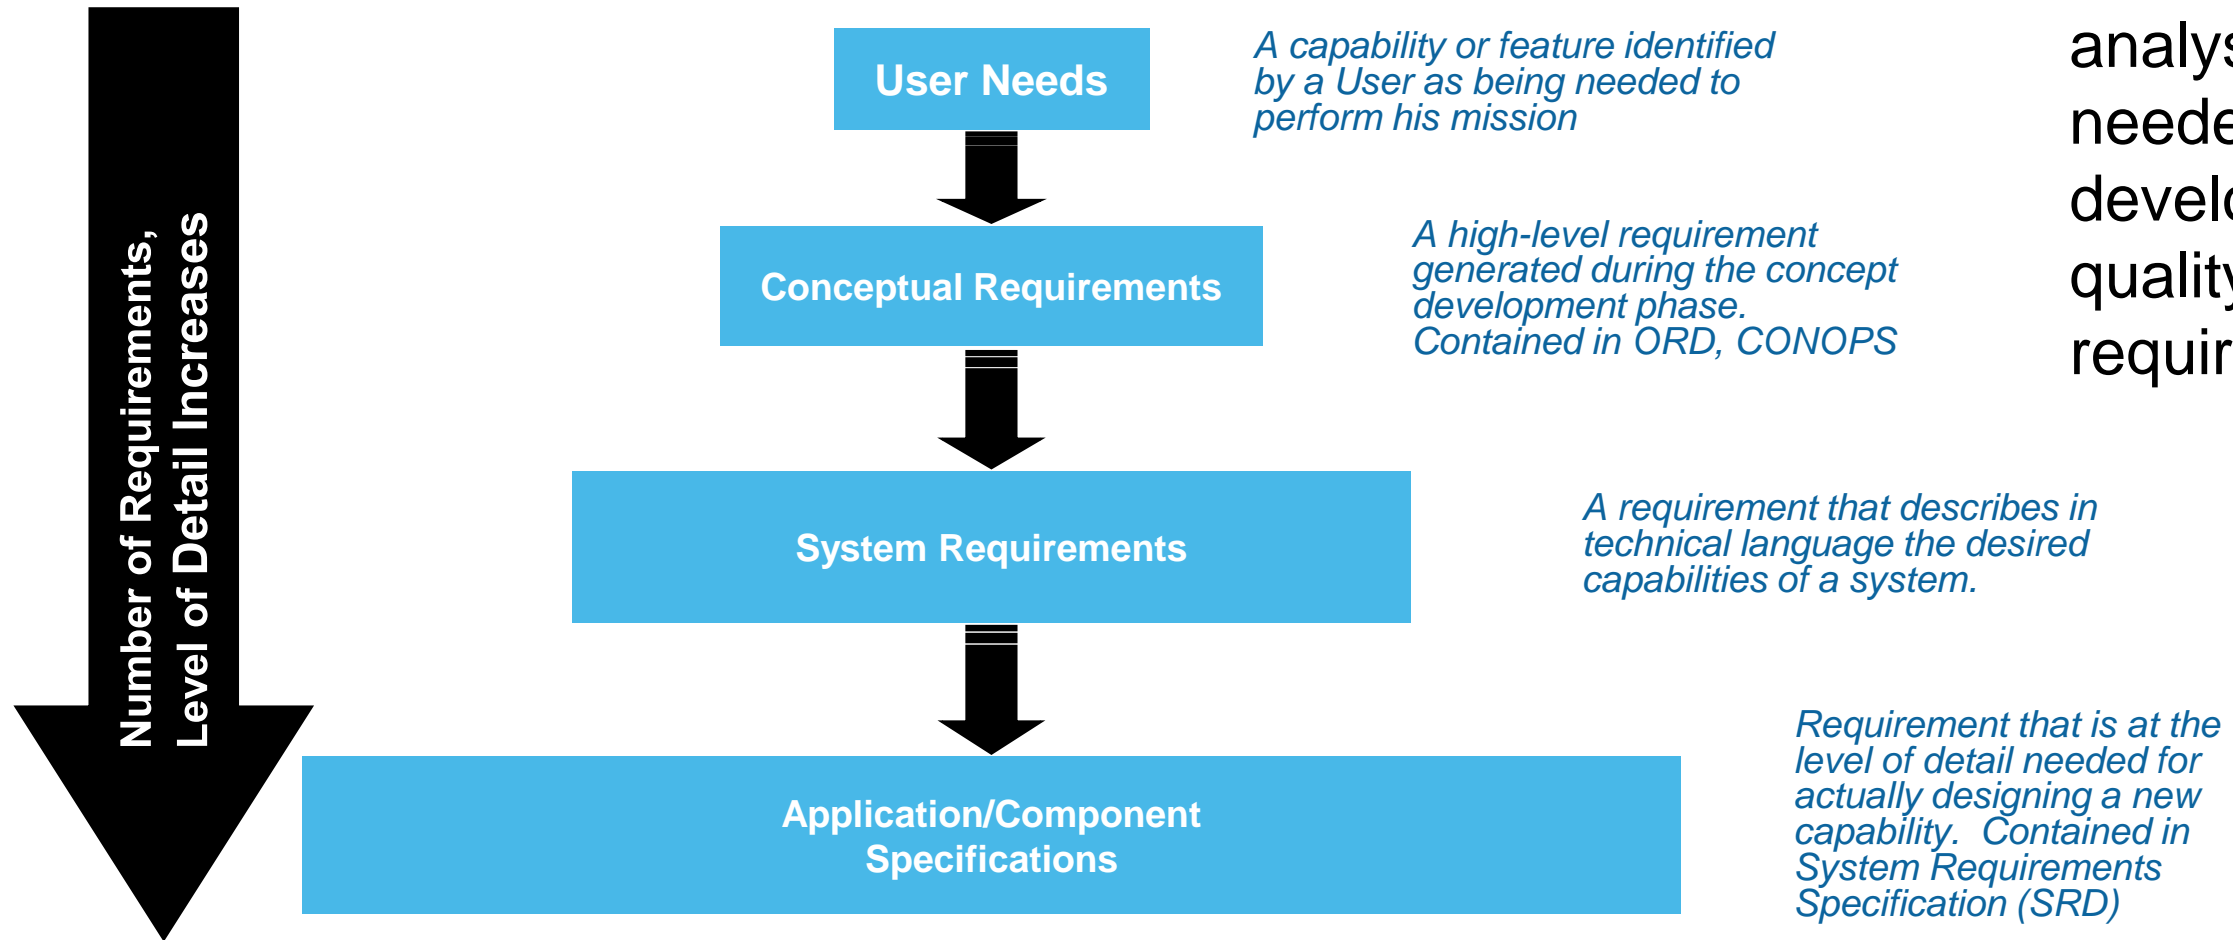 Number of Requirements,
Level of Detail Increases
User Needs
A capability or feature identified
by a User as being needed to
perform his mission
Conceptual Requirements
A high-level requirement
generated during the concept
development phase.
Contained in ORD, CONOPS
System Requirements
A requirement that describes in
technical language the desired
capabilities of a system.
Application/Component
Specifications
Requirement that is at the
level of detail needed for
actually designing a new
capability.  Contained in
System Requirements
Specification (SRD)